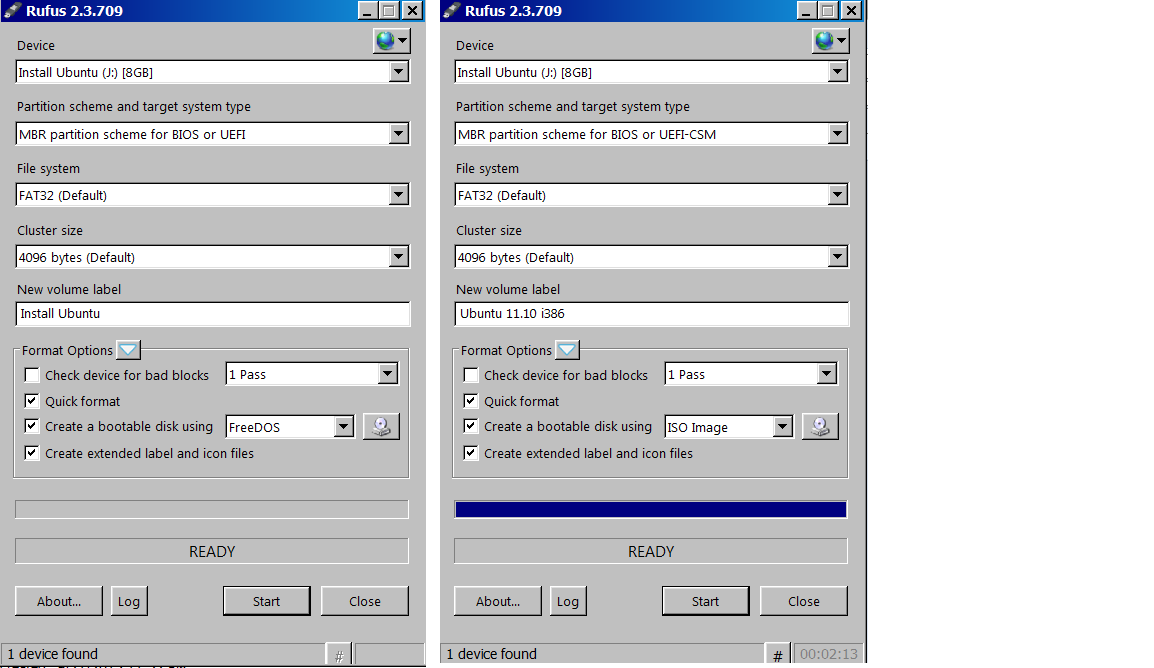 Rufus 2.3.709
Device
Install Ubuntu (J:) [8GB]
Partition scheme and target system type
MBR partition scheme for BIOS or UEFI
File system
FAT32 (Default)
Cluster size
4096 bytes (Default)
New volume label
Install Ubuntu
Format Options
Check device for bad blocks
1 Pass
Quick format
Create a bootable disk using
FreeDOS
Create extended label and icon files
READY
About...
Log
Start
Close
1 device found
#
Rufus 2.3.709
Device
Install Ubuntu (J:) [8GB]
Partition scheme and target system type
MBR partition scheme for BIOS or UEFI-CSM
File system
FAT32 (Default)
Cluster size
4096 bytes (Default)
New volume label
Ubuntu 11.10 i386
Format Options
Check device for bad blocks
1 Pass
Quick format
Create a bootable disk using
ISO Image
Create extended label and icon files
READY
About...
Log
Start
Close
1 device found
#
00:02:13